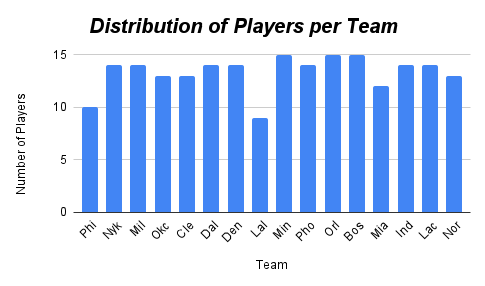 Distribution of Players per Team
Number of Players
15
10
5
0
Phi Nyk Mil Okc Cle Dal Den Lal Min Pho Orl Bos Mia Ind Lac Nor
Team